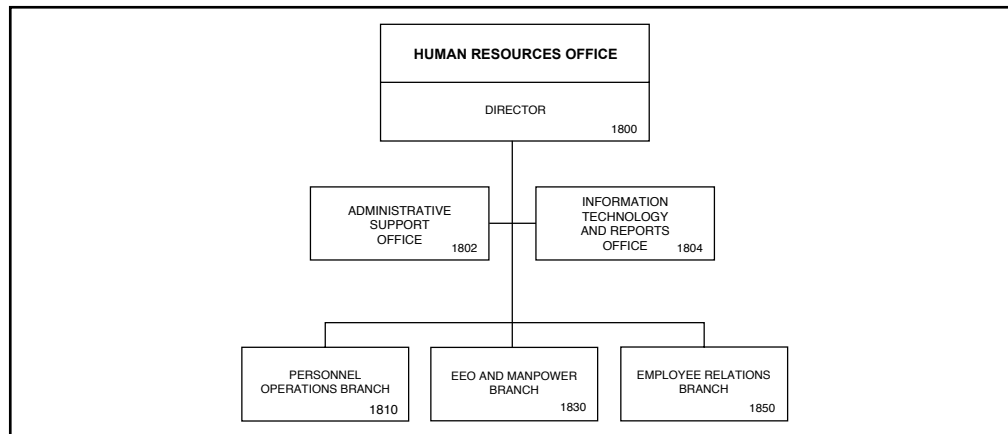 HUMAN RESOURCES OFFICE
DIRECTOR
1800
ADMINISTRATIVE
SUPPORT
OFFICE
1802
INFORMATION
TECHNOLOGY
AND REPORTS
OFFICE
1804
PERSONNEL
OPERATIONS BRANCH
1810
EEO AND MANPOWER
BRANCH
1830
EMPLOYEE RELATIONS
BRANCH
1850